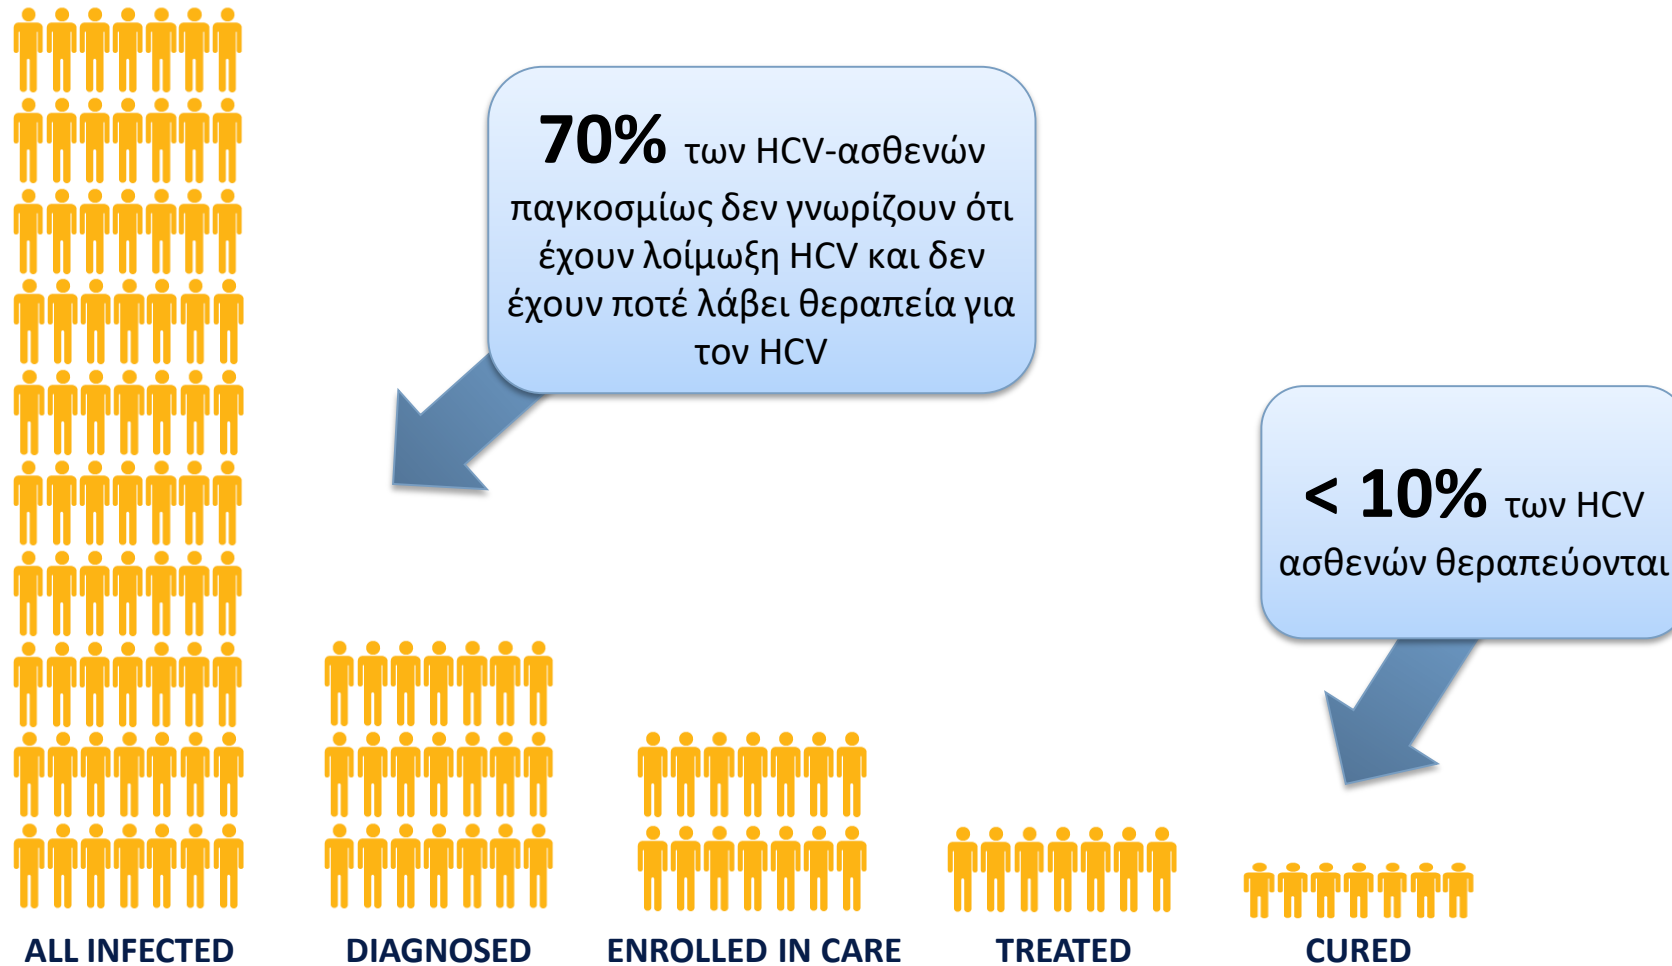 70% των HCV-ασθενών
παγκοσμίως δεν γνωρίζουν ότι
έχουν λοίμωξη HCV και δεν
έχουν ποτέ λάβει θεραπεία για
τον HCV
< 10% των HCV
ασθενών θεραπεύονται
ALL INFECTED
DIAGNOSED
ENROLLED IN CARE
TREATED
CURED